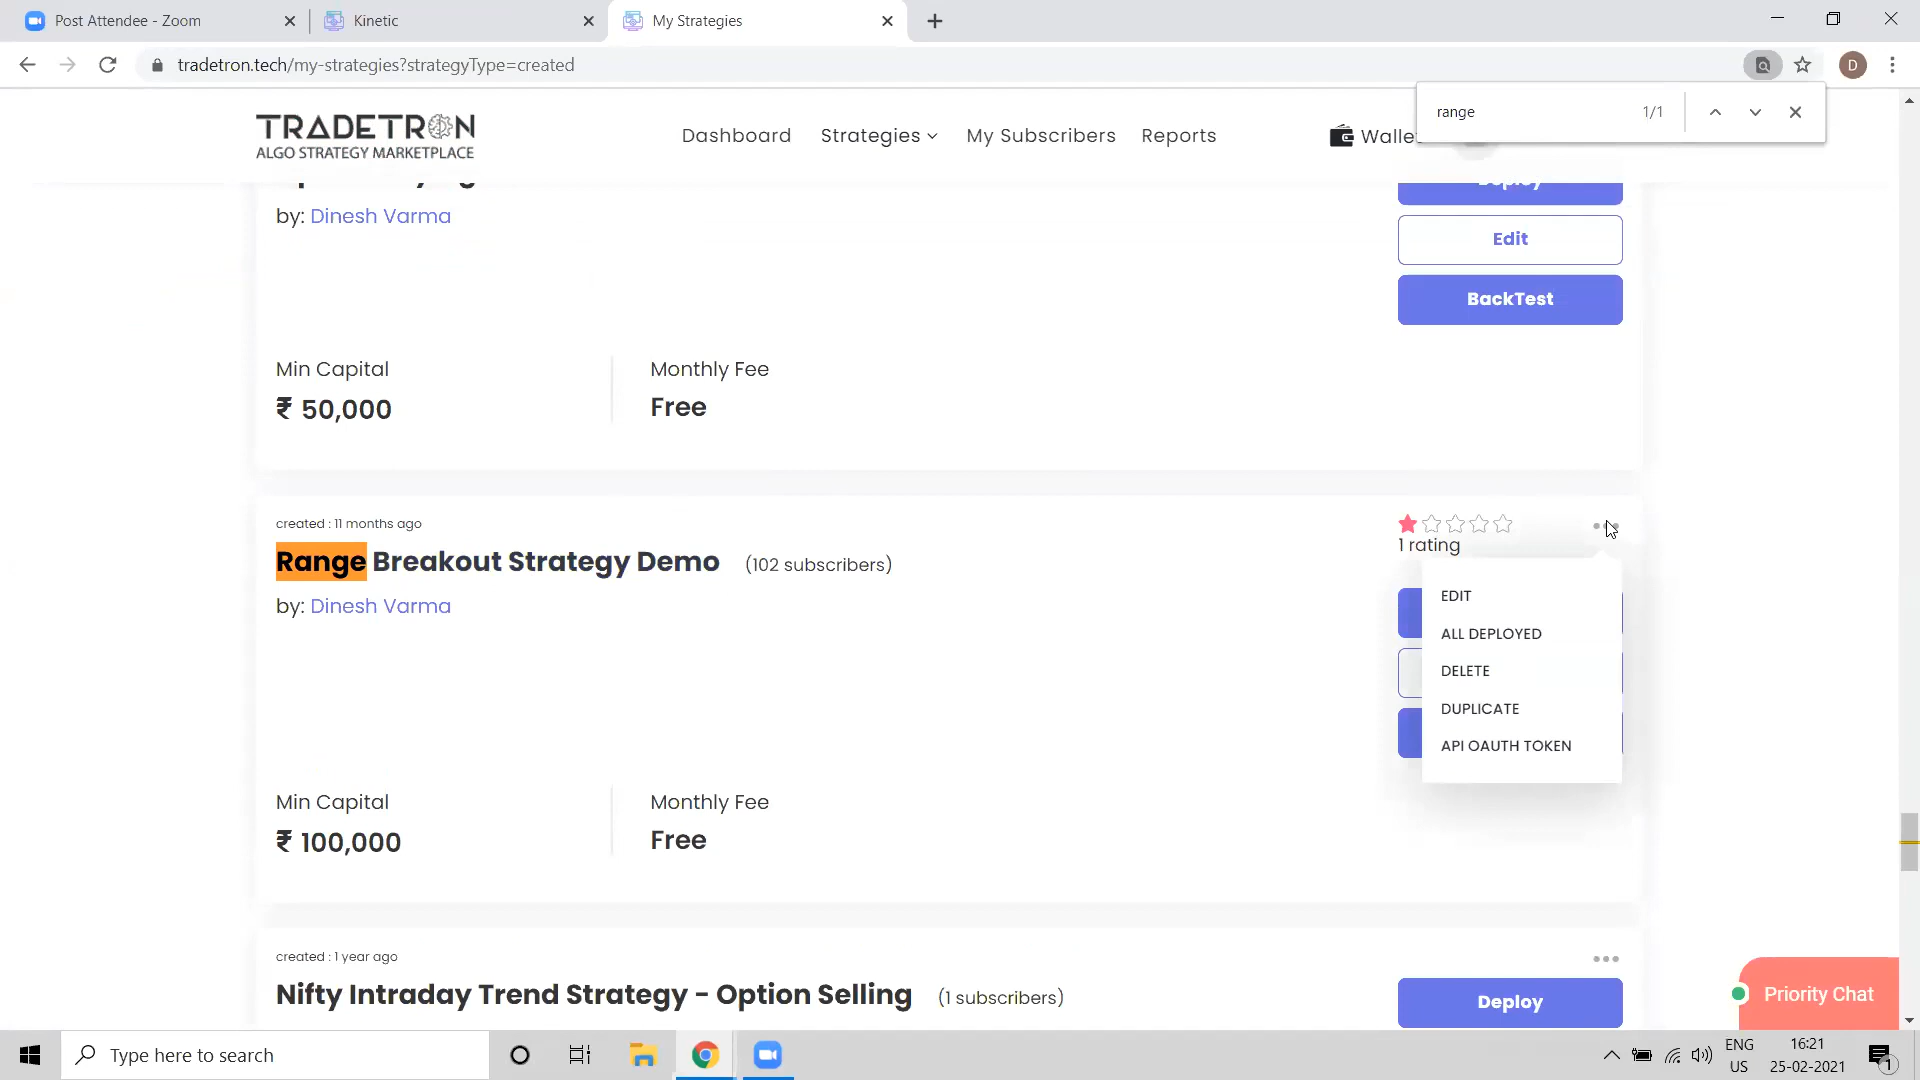 Post Attendee - Zoom
Kinetic
My Strategies
tradetron.tech/my-strategies?strategyType=created
D
range
1/1
TRADETRON
ALGO STRATEGY MARKETPLACE
Dashboard
Strategies
My Subscribers
Reports
Walle
by: Dinesh Varma
Deploy
Edit
BackTest
Min Capital
₹ 50,000
Monthly Fee
Free
created : 11 months ago
Range Breakout Strategy Demo (102 subscribers)
by: Dinesh Varma
1 rating
EDIT
ALL DEPLOYED
DELETE
DUPLICATE
API OAUTH TOKEN
Min Capital
₹ 100,000
Monthly Fee
Free
created : 1 year ago
Nifty Intraday Trend Strategy - Option Selling (1 subscribers)
Deploy
Priority Chat
Type here to search
ENG
US
16:21
25-02-2021
1